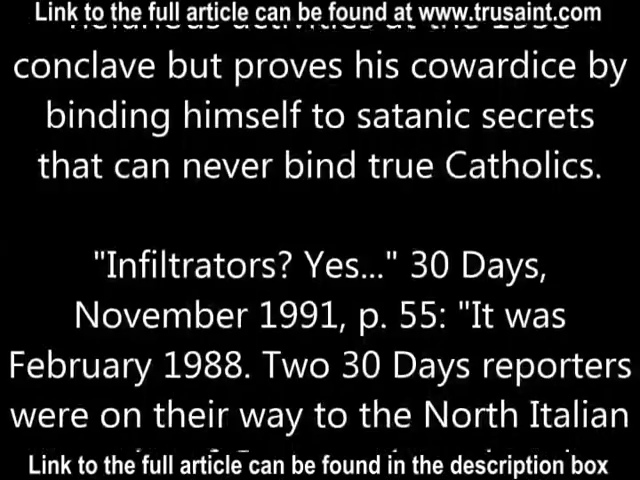 Link to the full article can be found at www.trusaint.com
conclave but proves his cowardice by
binding himself to satanic secrets
that can never bind true Catholics.
"Infiltrators? Yes..." 30 Days,
November 1991, p. 55: "It was
February 1988. Two 30 Days reporters
were on their way to the North Italian
Link to the full article can be found in the description box